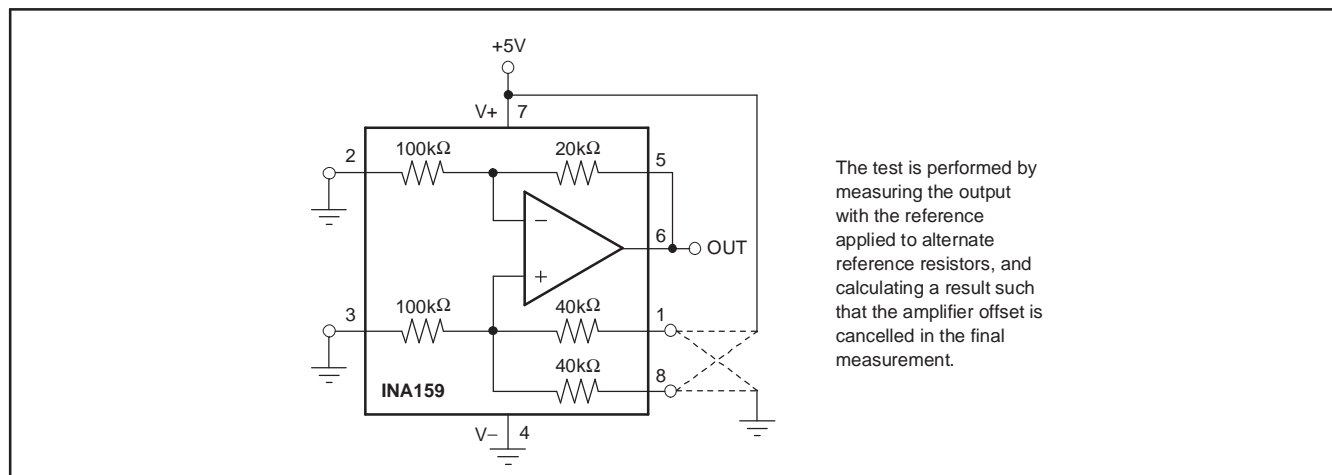 +5V
V+ 7
2 100kΩ 20kΩ 5
−
6 OUT
+
3 100kΩ 40kΩ 1
40kΩ 8
INA159
V− 4
The test is performed by
measuring the output
with the reference
applied to alternate
reference resistors, and
calculating a result such
that the amplifier offset is
cancelled in the final
measurement.